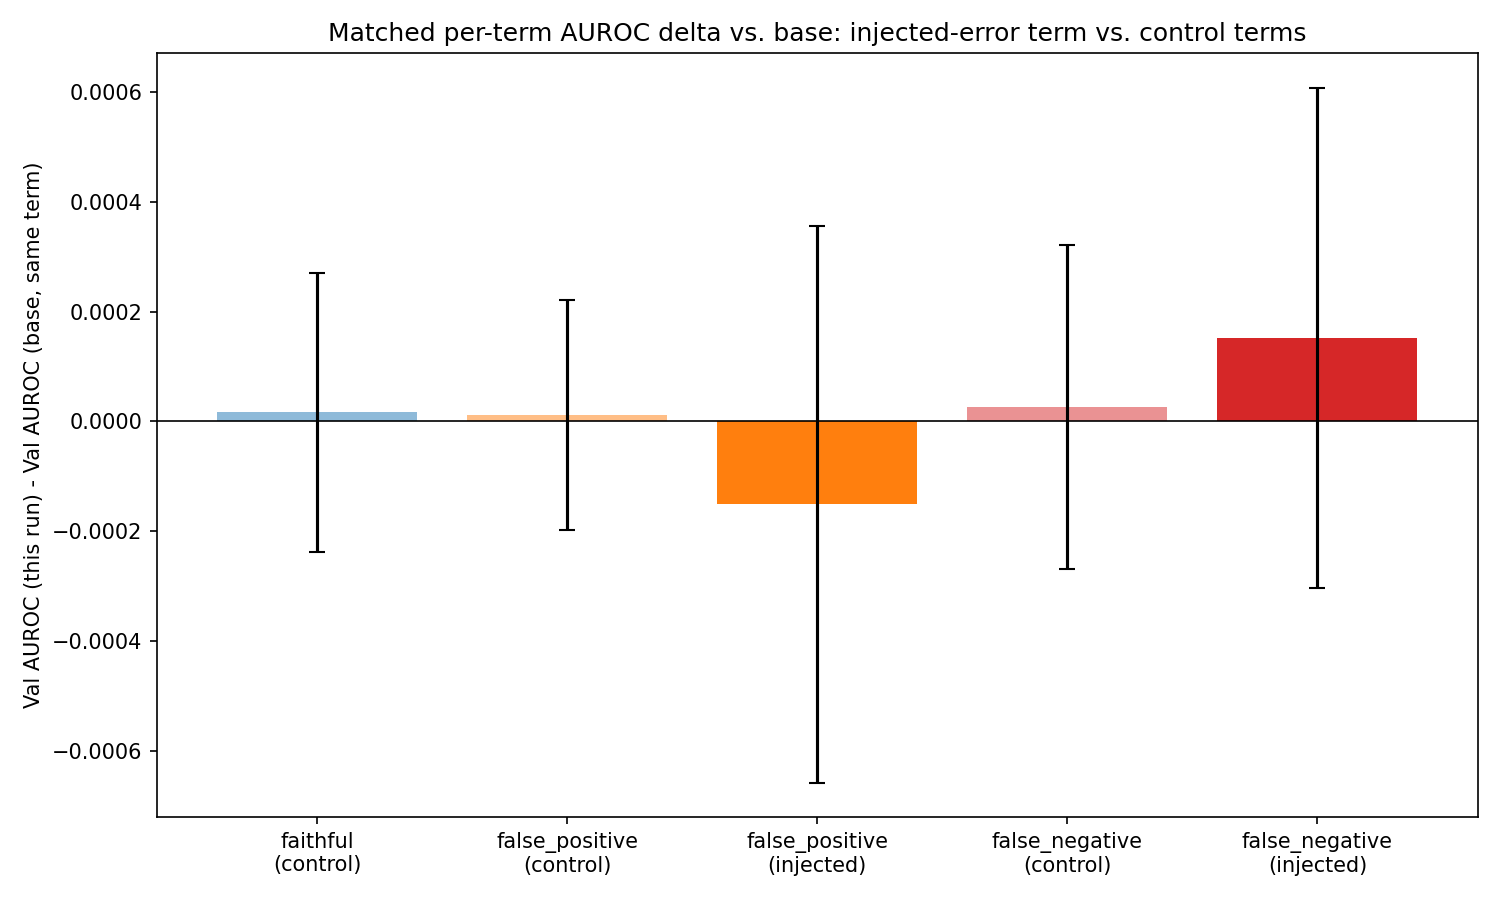 Matched per-term AUROC delta vs. base: injected-error term vs. control terms
Val AUROC (this run) - Val AUROC (base, same term)
0.0006
0.0004
0.0002
0.0000
−0.0002
−0.0004
−0.0006
faithful
(control)
false_positive
(control)
false_positive
(injected)
false_negative
(control)
false_negative
(injected)